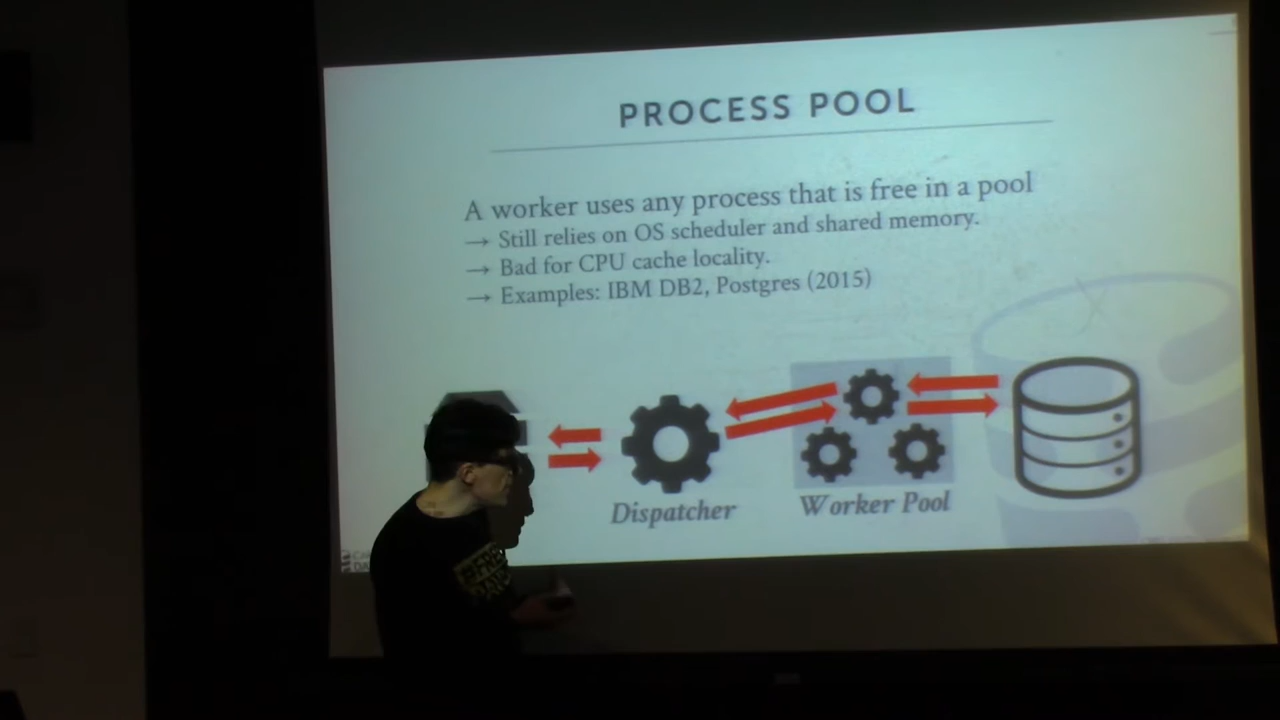 PROCESS POOL
A worker uses any process that is free in a pool
→ Still relies on OS scheduler and shared memory.
→ Bad for CPU cache locality.
→ Examples: IBM DB2, Postgres (2015)
Dispatcher
Worker Pool